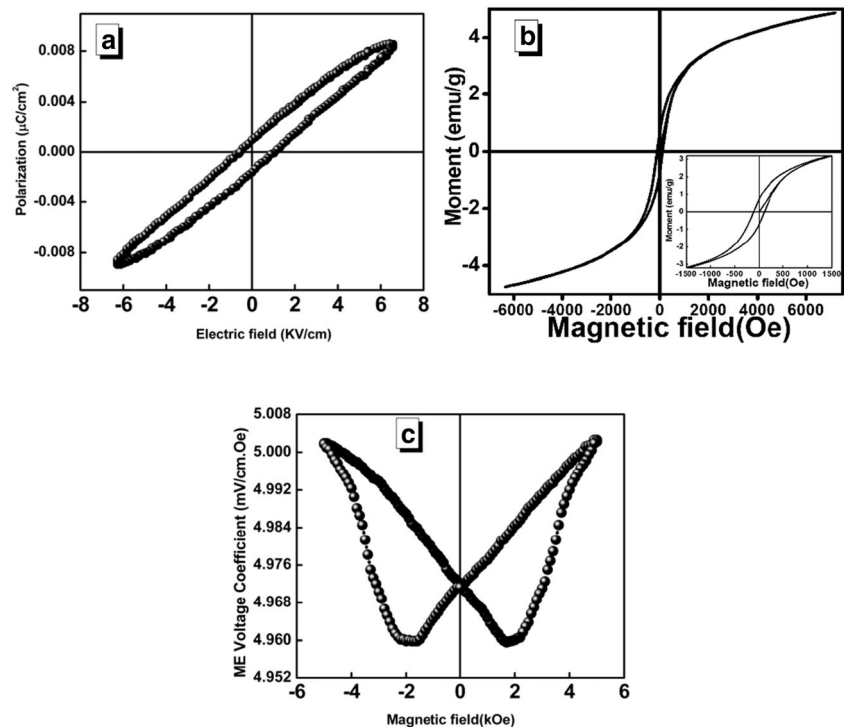 a
0.008
0.004
0.000
-0.004
-0.008
Polarization (μC/cm²)
-8 -6 -4 -2 0 2 4 6 8
Electric field (KV/cm)
b
4
2
0
-2
-4
Moment (emu/g)
-6000 -4000 -2000 0 2000 4000 6000
Magnetic field(Oe)
3
2
1
0
-1
-2
-3
Moment (emu/g)
-1500 -1000 -500 0 500 1000 1500
Magnetic field(Oe)
c
5.008
5.000
4.992
4.984
4.976
4.968
4.960
4.952
ME Voltage Coefficient (mV/cm.Oe)
-6 -4 -2 0 2 4 6
Magnetic field(kOe)